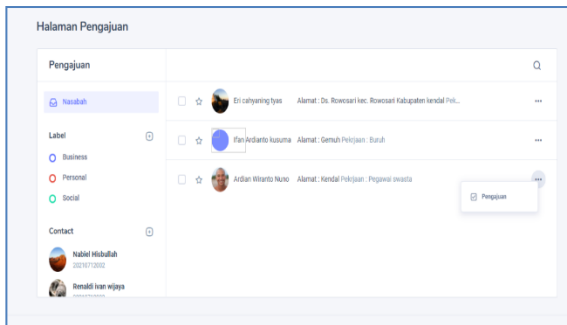 Halaman Pengajuan
Pengajuan
Nasabah
Eri cahyaning tyas Alamat : Ds. Rowosari kec. Rowosari Kabupaten kendal Pek...
Label
Ifan Ardianto kusuma Alamat : Gemuh Pekrjaan : Buruh
Business
Personal
Ardian Wiranto Nuno Alamat : Kendal Pekrjaan : Pegawai swasta
Social
Pengajuan
Contact
Nabiel Hisbullah
20210712002
Renaldi ivan wijaya